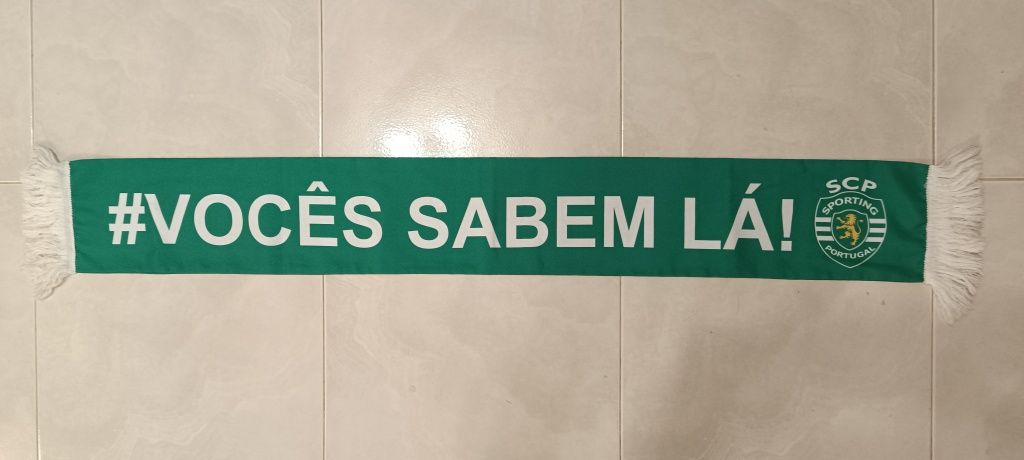 #VOCÊS SABEM LÁ!
SCP
SPORTING
PORTUGAL